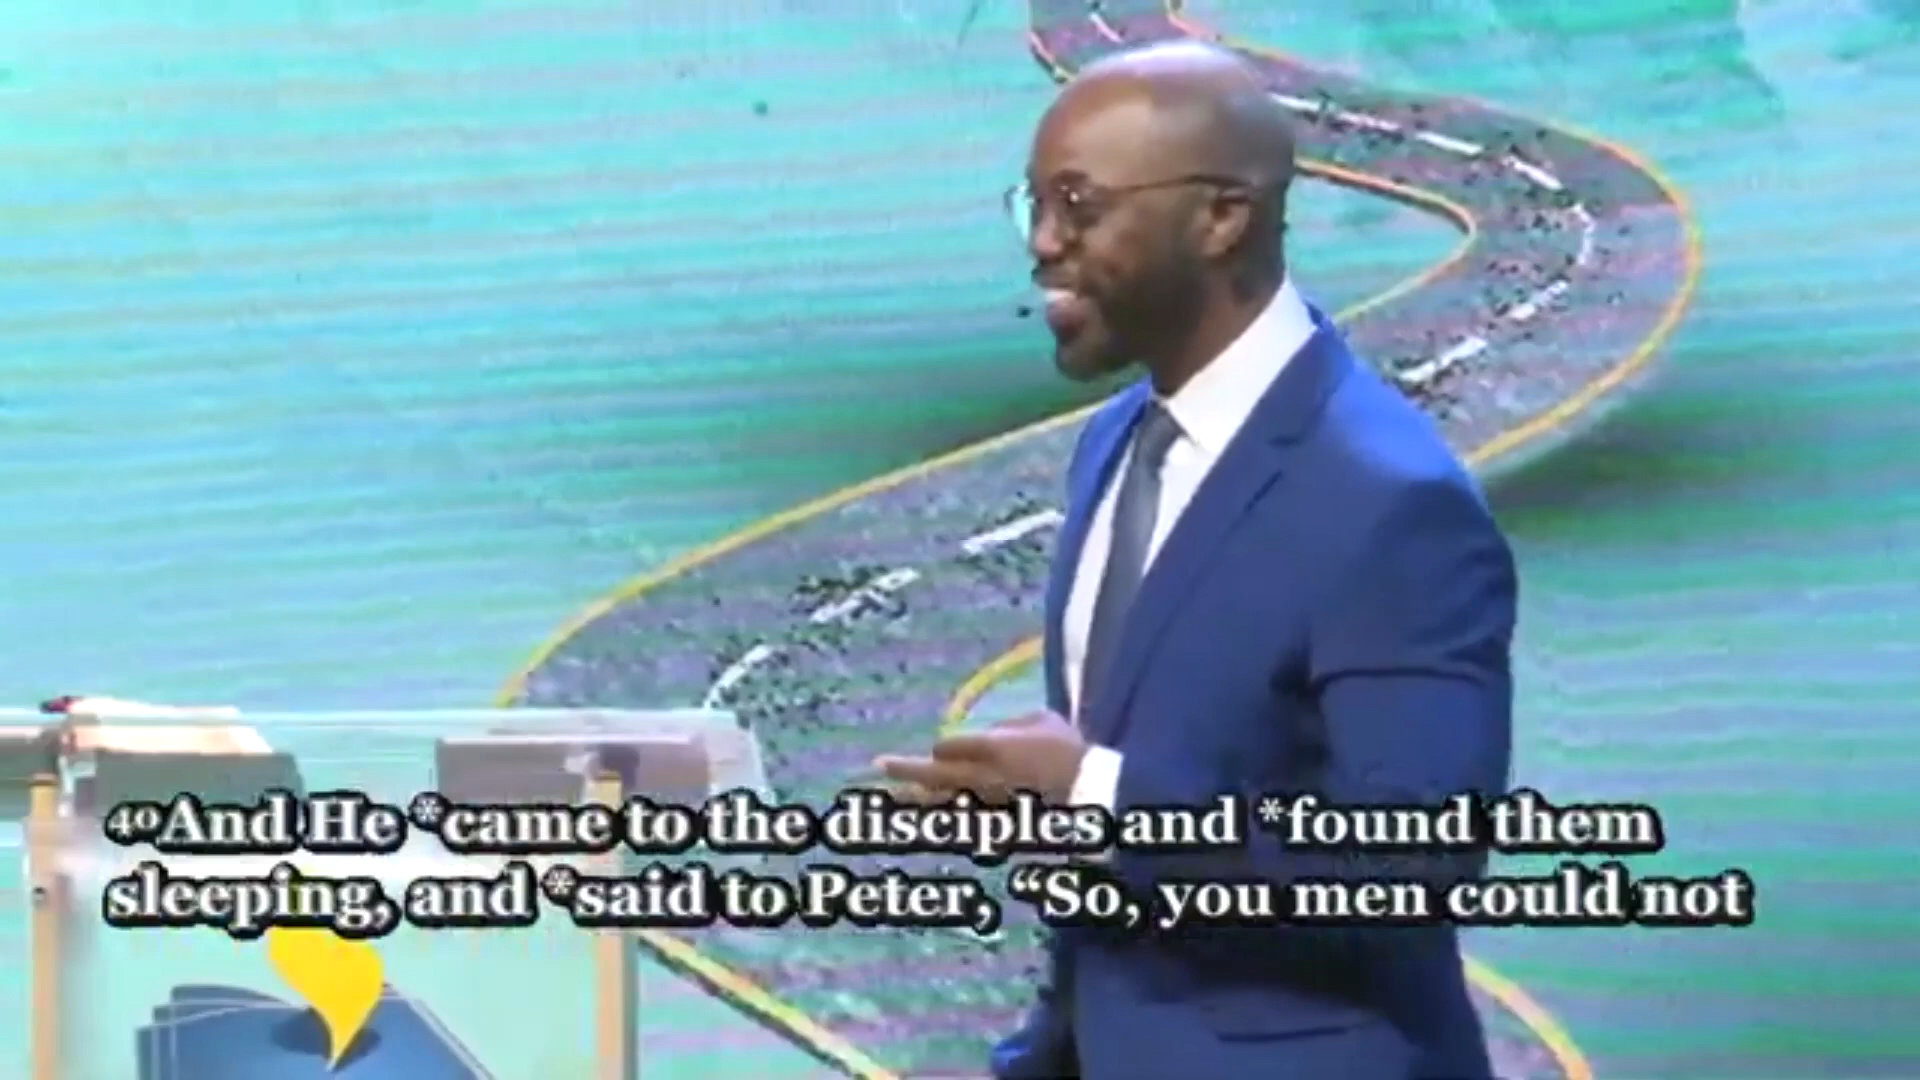 40And He *came to the disciples and *found them
sleeping, and *said to Peter, “So, you men could not